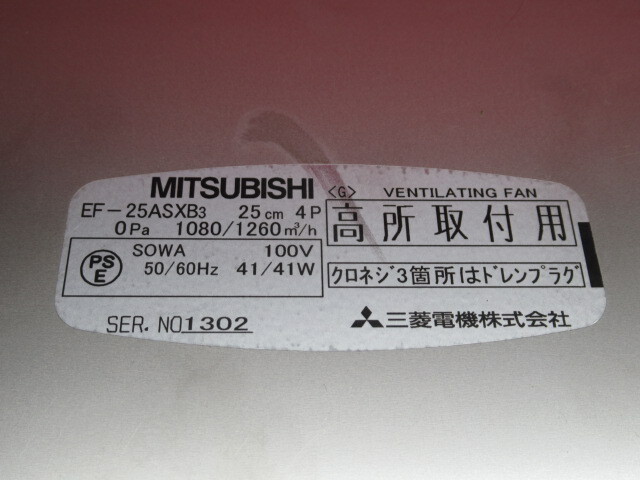 MITSUBISHI <G> VENTILATING FAN
EF-25ASXB3 25cm 4P
0Pa 1080/1260m³/h
高所取付用
PSE SOWA 100V
50/60Hz 41/41W
クロネジ3箇所はドレンプラグ
SER. NO1302
三菱電機株式会社